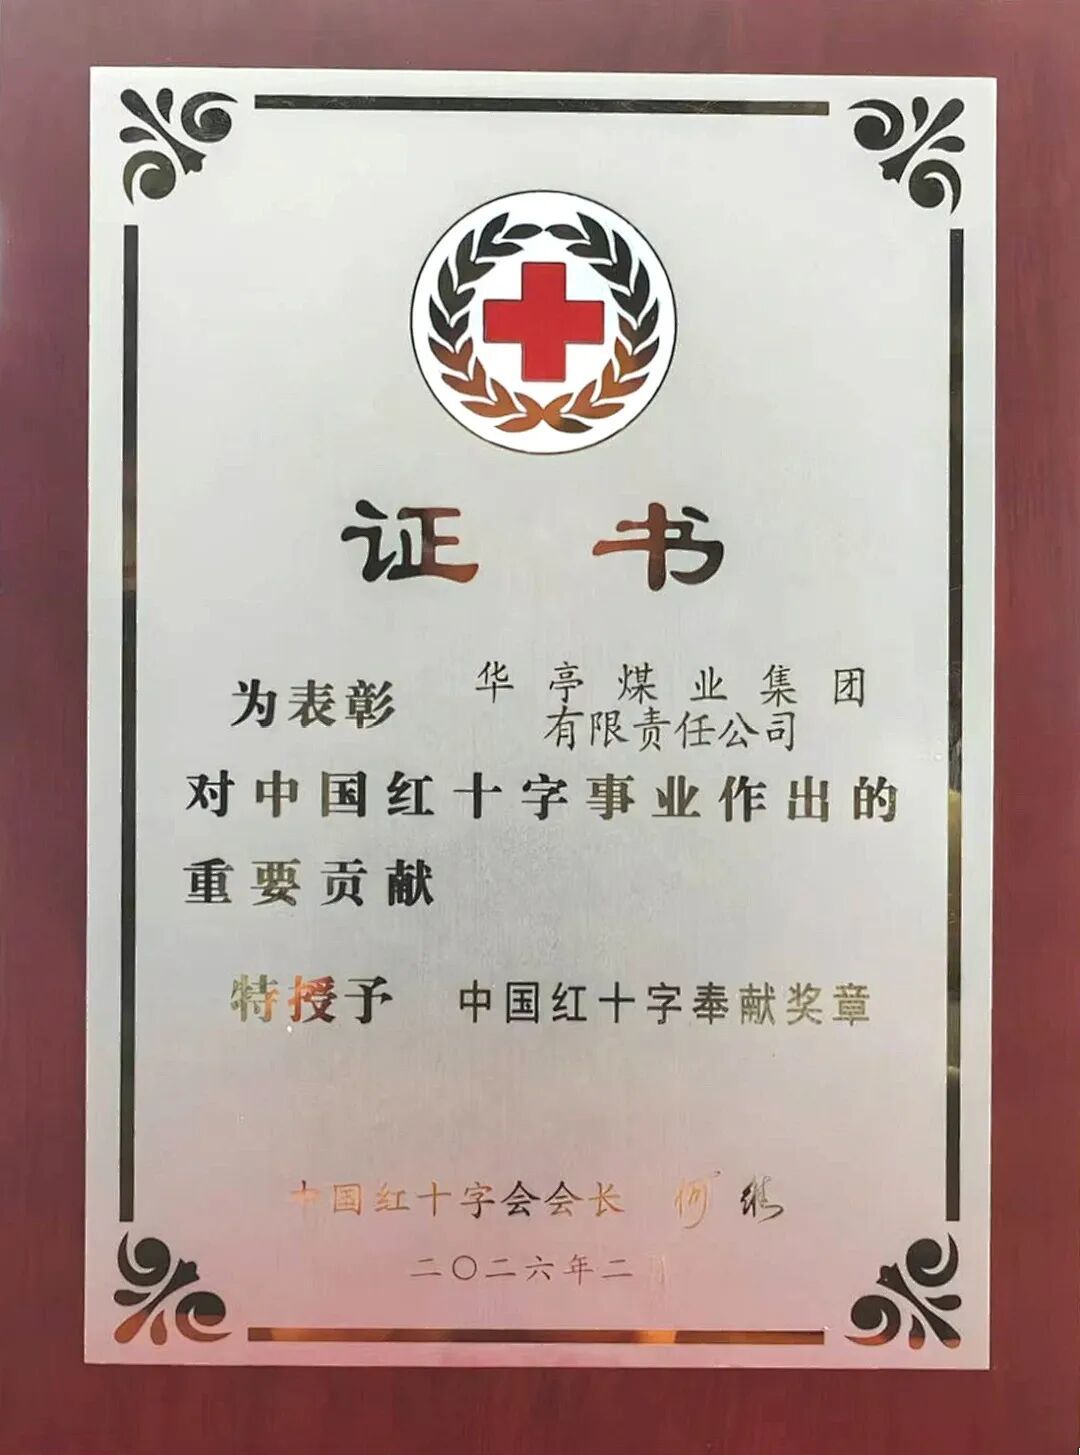 证书
为表彰 华亭煤业集团
有限责任公司
对中国红十字事业作出的
重要贡献
特授予 中国红十字奉献奖章
中国红十字会会长 何维
二〇二六年二